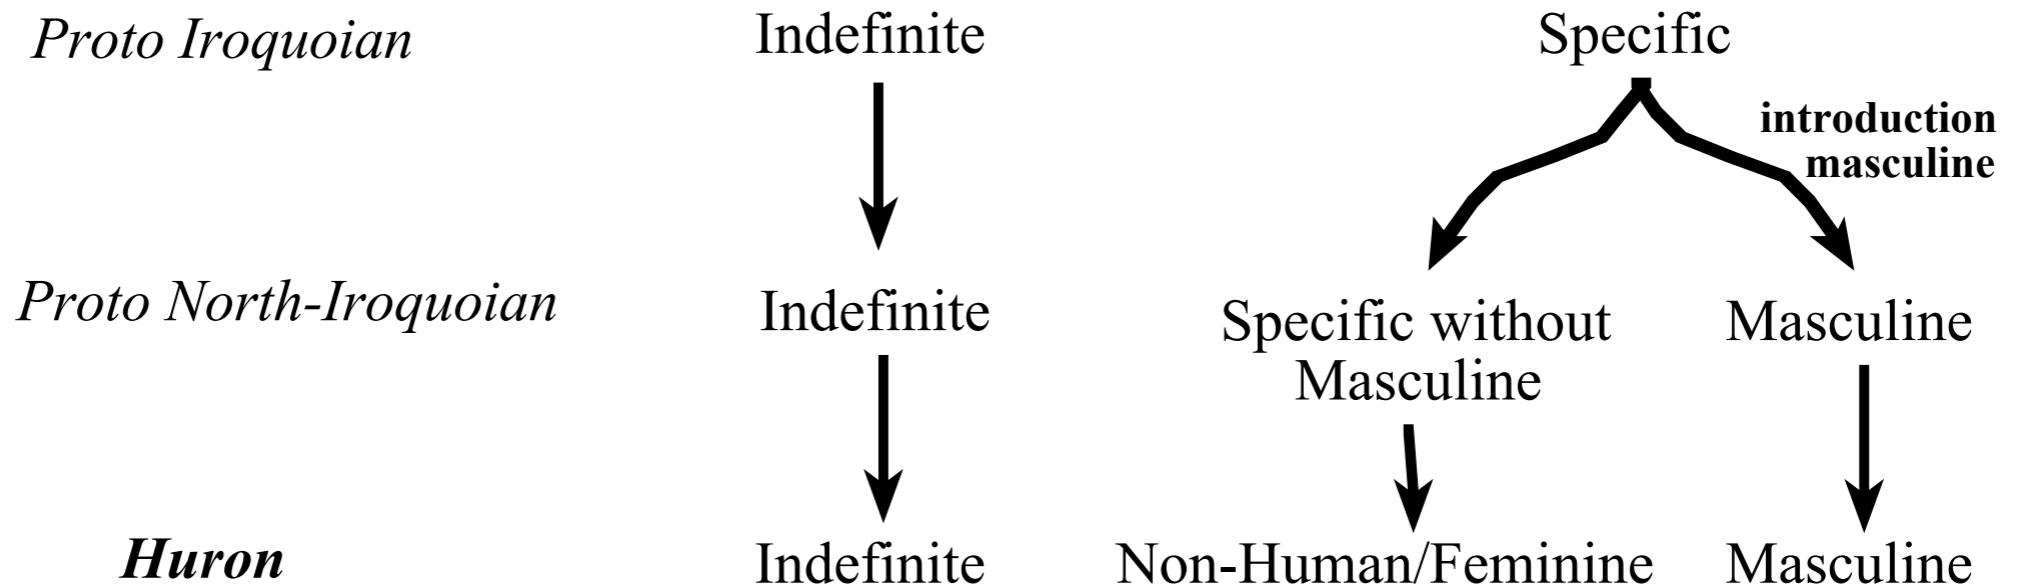 Proto Iroquoian Indefinite Specific
introduction
masculine
Proto North-Iroquoian Indefinite Specific without Masculine
Masculine
Huron Indefinite Non-Human/Feminine Masculine